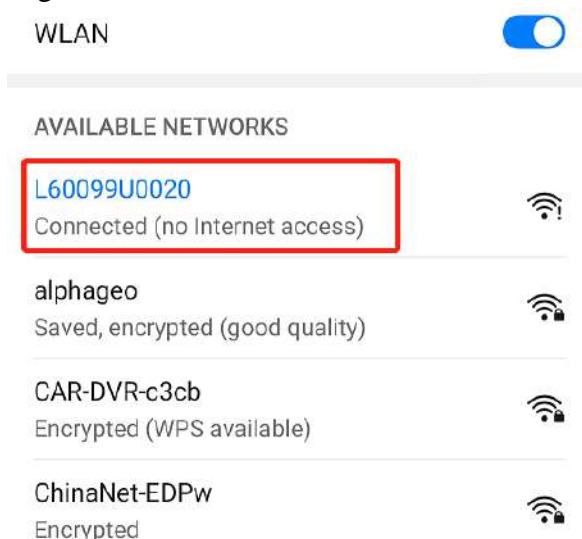 WLAN
AVAILABLE NETWORKS
L60099U0020
Connected (no Internet access)
alphageo
Saved, encrypted (good quality)
CAR-DVR-c3cb
Encrypted (WPS available)
ChinaNet-EDPw
Encrypted